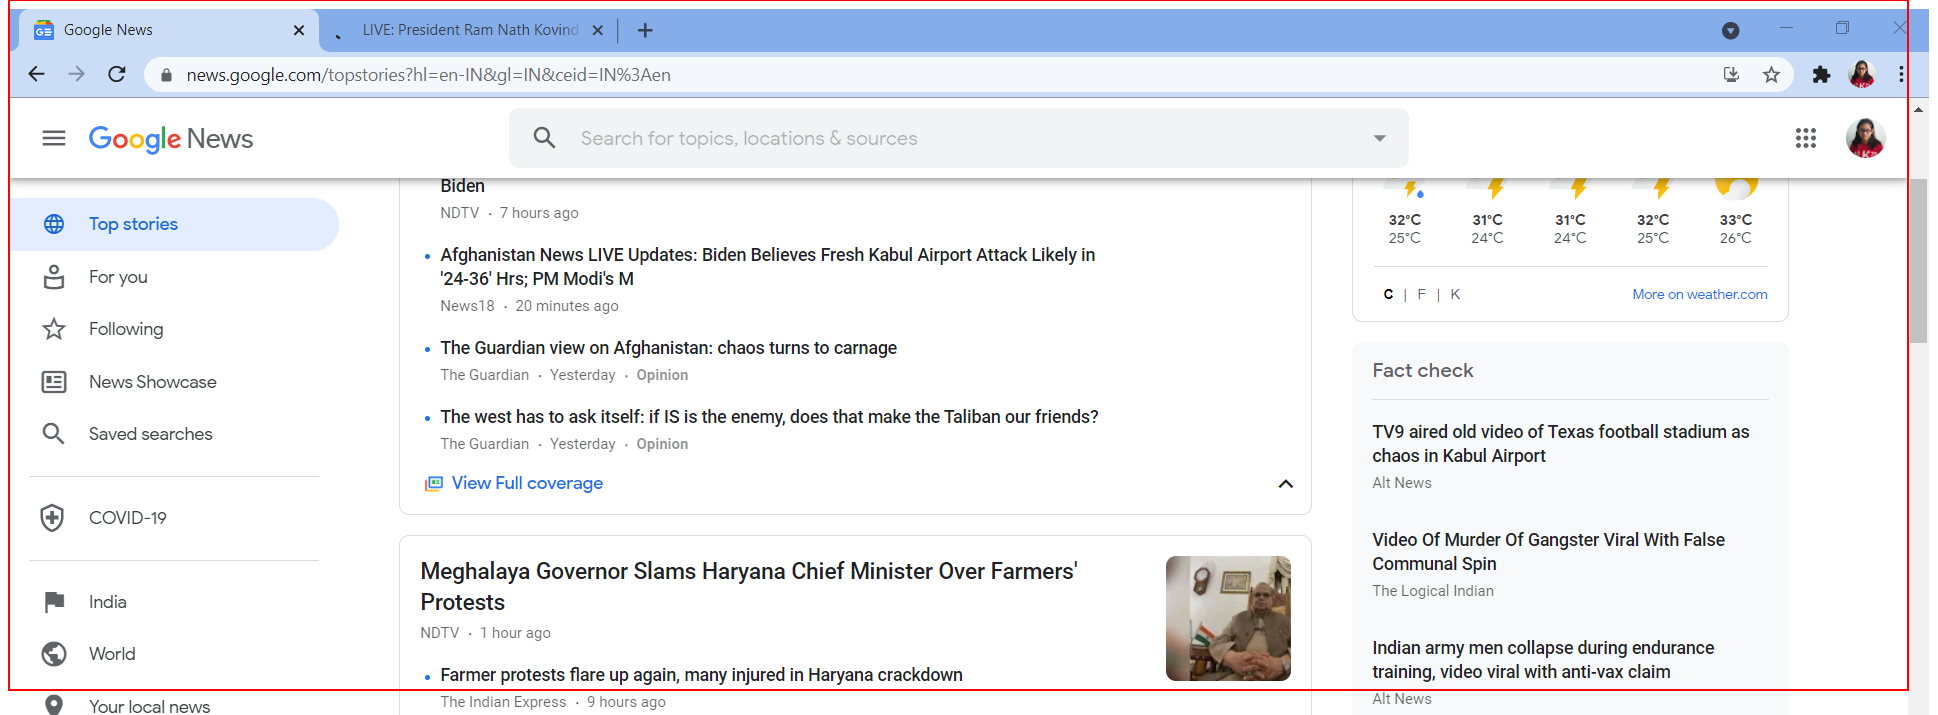 Google News
LIVE: President Ram Nath Kovind
news.google.com/topstories?hl=en-IN&gl=IN&ceid=IN%3Aen
Google News
Search for topics, locations & sources
Top stories
For you
Following
News Showcase
Saved searches
COVID-19
India
World
Your local news
Biden
NDTV • 7 hours ago
Afghanistan News LIVE Updates: Biden Believes Fresh Kabul Airport Attack Likely in
'24-36' Hrs; PM Modi's M
News18 • 20 minutes ago
The Guardian view on Afghanistan: chaos turns to carnage
The Guardian • Yesterday • Opinion
The west has to ask itself: if IS is the enemy, does that make the Taliban our friends?
The Guardian • Yesterday • Opinion
View Full coverage
Meghalaya Governor Slams Haryana Chief Minister Over Farmers'
Protests
NDTV • 1 hour ago
Farmer protests flare up again, many injured in Haryana crackdown
The Indian Express • 9 hours ago
32°C 31°C 31°C 32°C 33°C
25°C 24°C 24°C 25°C 26°C
C | F | K More on weather.com
Fact check
TV9 aired old video of Texas football stadium as
chaos in Kabul Airport
Alt News
Video Of Murder Of Gangster Viral With False
Communal Spin
The Logical Indian
Indian army men collapse during endurance
training, video viral with anti-vax claim
Alt News